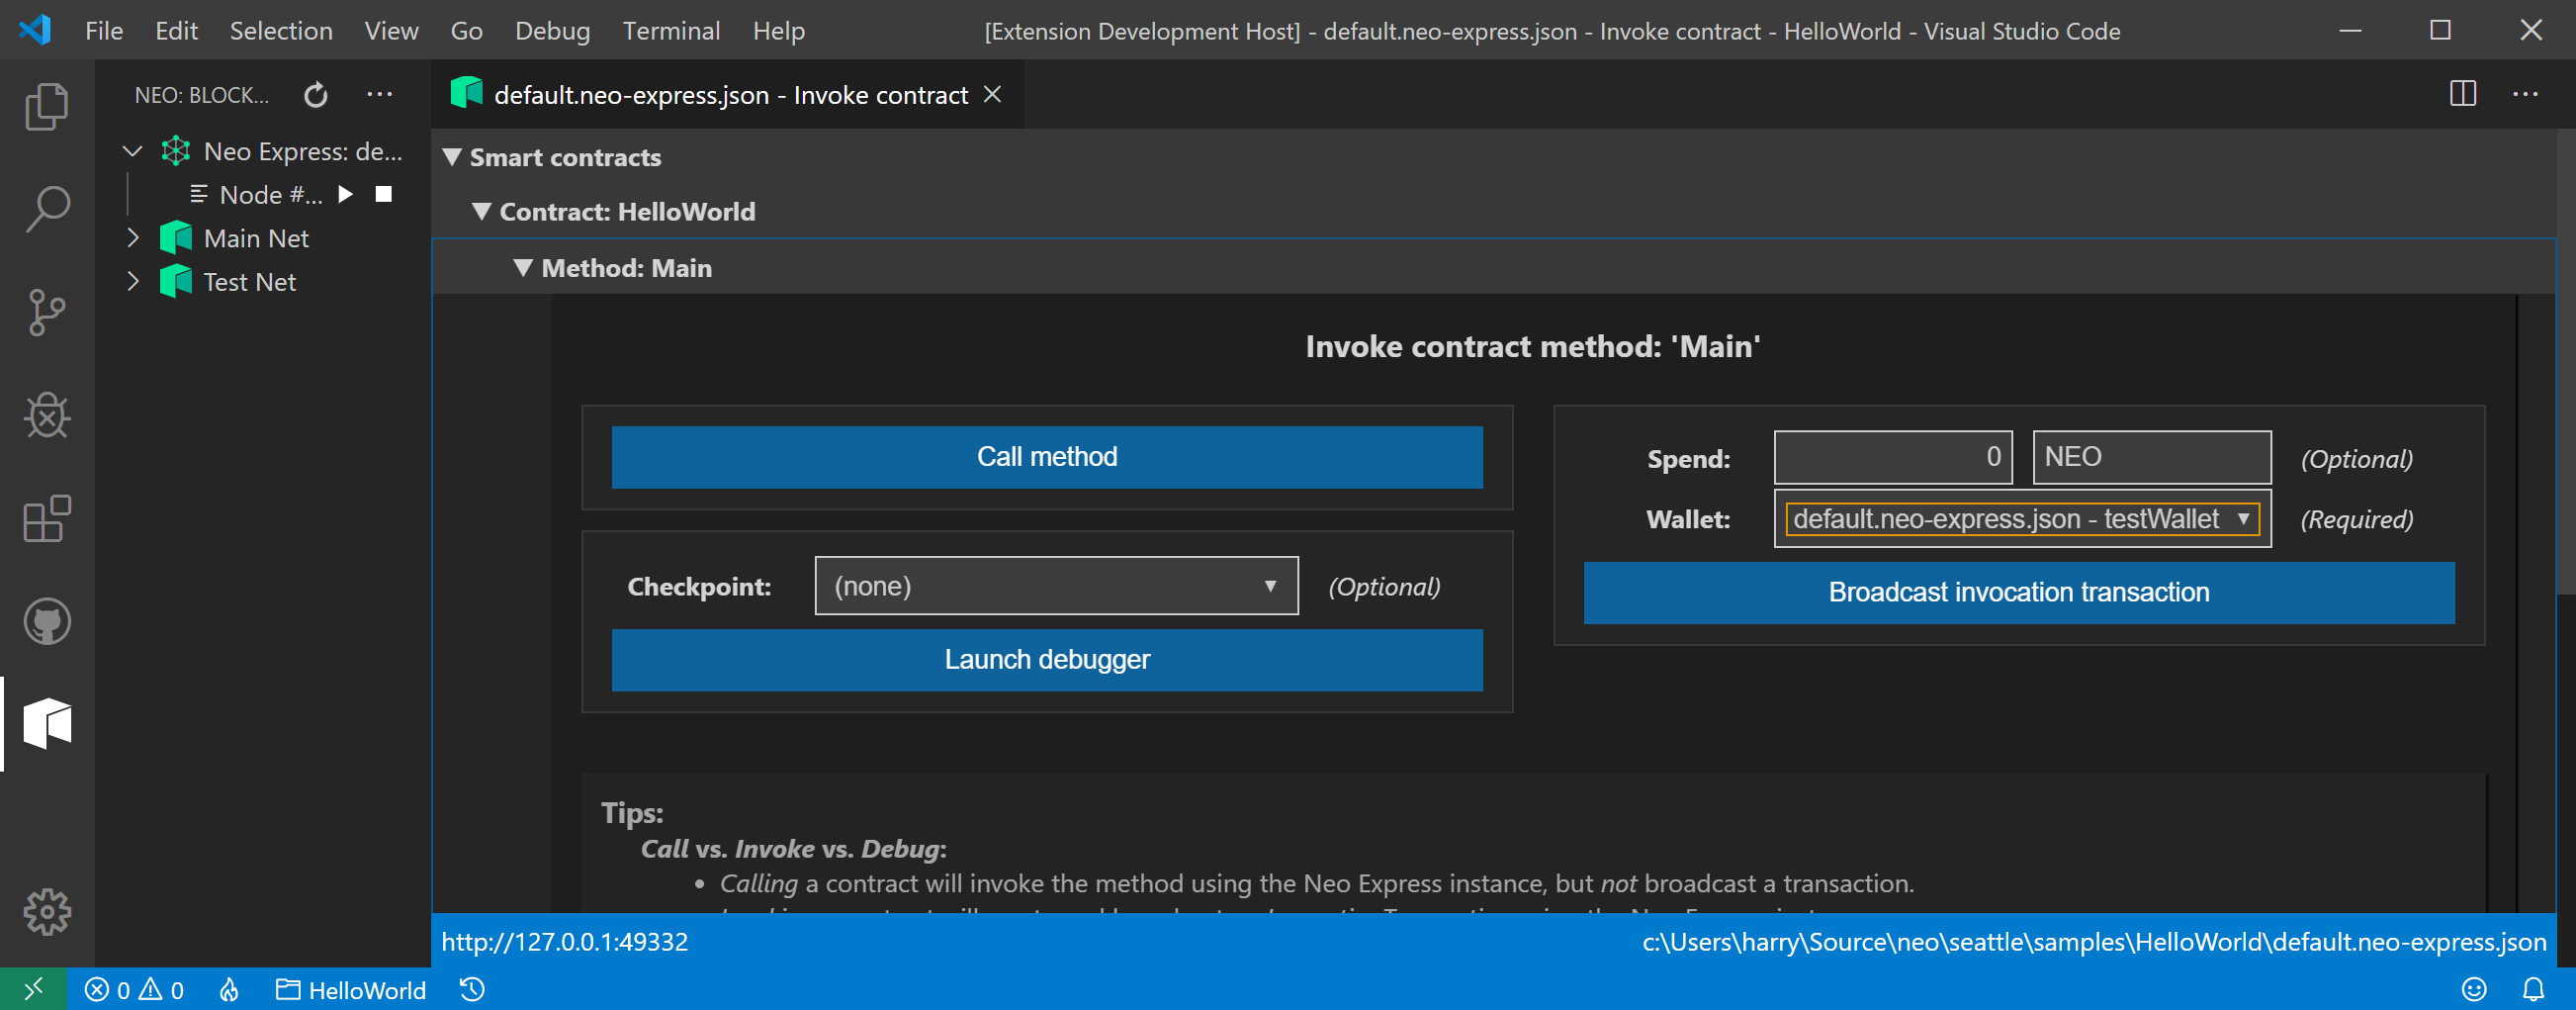 File Edit Selection View Go Debug Terminal Help [Extension Development Host] - default.neo-express.json - Invoke contract - HelloWorld - Visual Studio Code
NEO: BLOCK...
default.neo-express.json - Invoke contract
Neo Express: de...
Node #...
Main Net
Test Net
Smart contracts
Contract: HelloWorld
Method: Main
Invoke contract method: 'Main'
Call method
Checkpoint: (none) (Optional)
Launch debugger
Spend: 0 NEO (Optional)
Wallet: default.neo-express.json - testWallet (Required)
Broadcast invocation transaction
Tips:
Call vs. Invoke vs. Debug:
• Calling a contract will invoke the method using the Neo Express instance, but not broadcast a transaction.
http://127.0.0.1:49332 c:\Users\harry\Source\neo\seattle\samples\HelloWorld\default.neo-express.json
0 0 HelloWorld